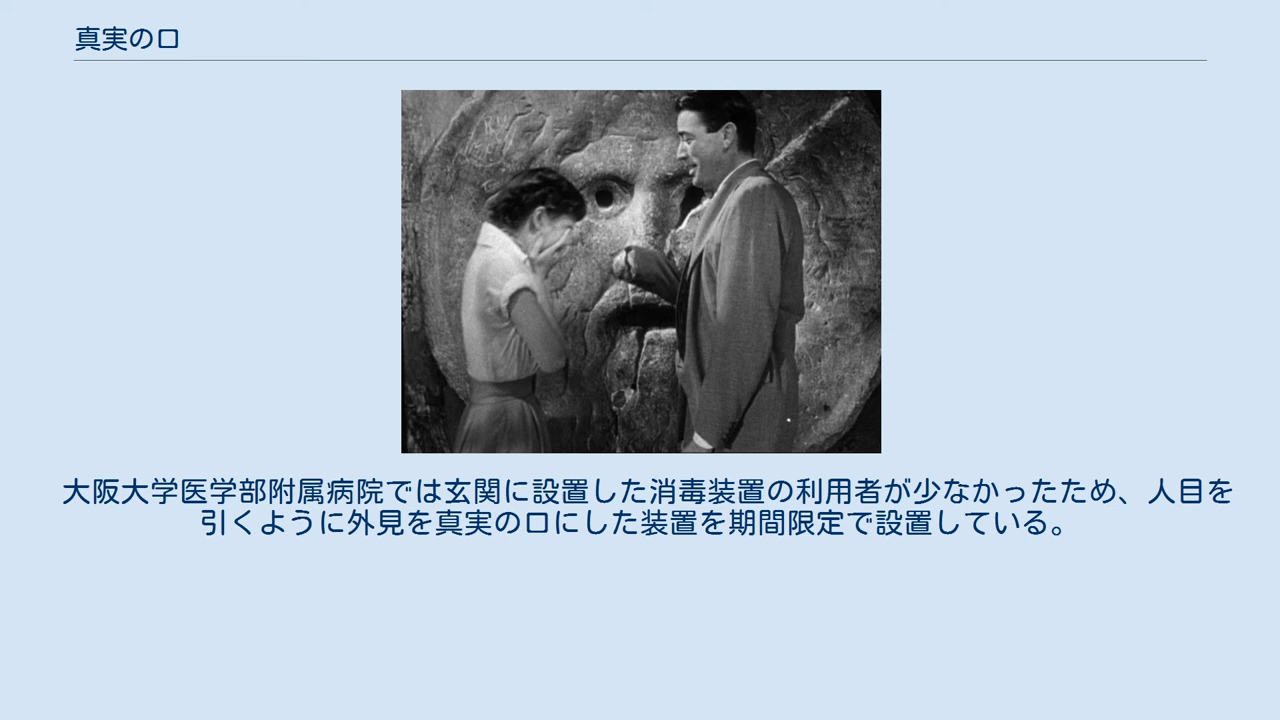 真実の口
大阪大学医学部附属病院では玄関に設置した消毒装置の利用者が少なかったため、人目を
引くように外見を真実の口にした装置を期間限定で設置している。